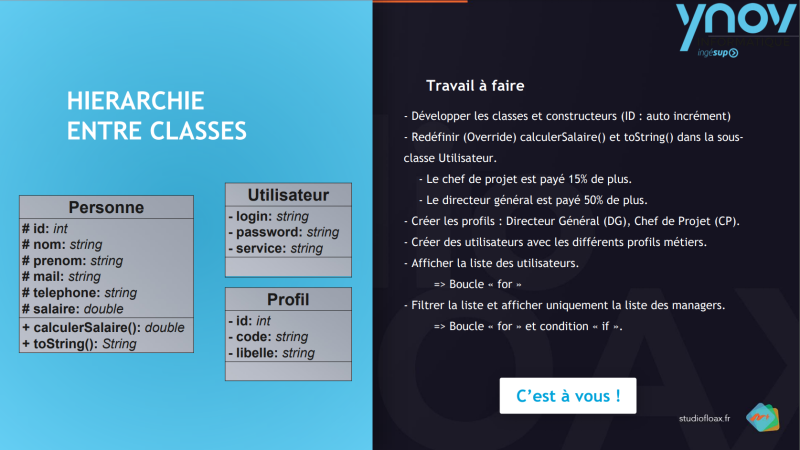 ynov
ingésup
HIERARCHIE
ENTRE CLASSES
Personne
# id: int
# nom: string
# prenom: string
# mail: string
# telephone: string
# salaire: double
+ calculerSalaire(): double
+ toString(): String
Utilisateur
- login: string
- password: string
- service: string
Profil
- id: int
- code: string
- libelle: string
Travail à faire
- Développer les classes et constructeurs (ID : auto incrément)
- Redéfinir (Override) calculerSalaire() et toString() dans la sous-
classe Utilisateur.
- Le chef de projet est payé 15% de plus.
- Le directeur général est payé 50% de plus.
- Créer les profils : Directeur Général (DG), Chef de Projet (CP).
- Créer des utilisateurs avec les différents profils métiers.
- Afficher la liste des utilisateurs.
=> Boucle « for »
- Filtrer la liste et afficher uniquement la liste des managers.
=> Boucle « for » et condition « if ».
C'est à vous !
studiofloax.fr